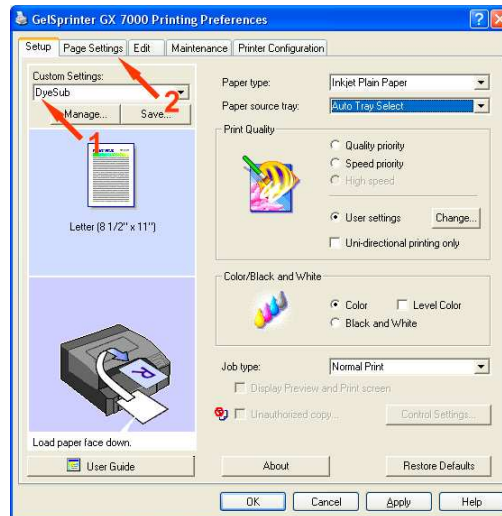 GelSprinter GX 7000 Printing Preferences
Setup Page Settings Edit Maintenance Printer Configuration
Custom Settings:
DyeSub
Manage... Save...
1
2
Letter (8 1/2" x 11")
Load paper face down.
User Guide
Paper type: Inkjet Plain Paper
Paper source tray: Auto Tray Select
Print Quality
Quality priority
Speed priority
High speed
User settings Change...
Uni-directional printing only
Color/Black and White
Color Level Color
Black and White
Job type: Normal Print
Display Preview and Print screen
Unauthorized copy... Control Settings...
About Restore Defaults
OK Cancel Apply Help